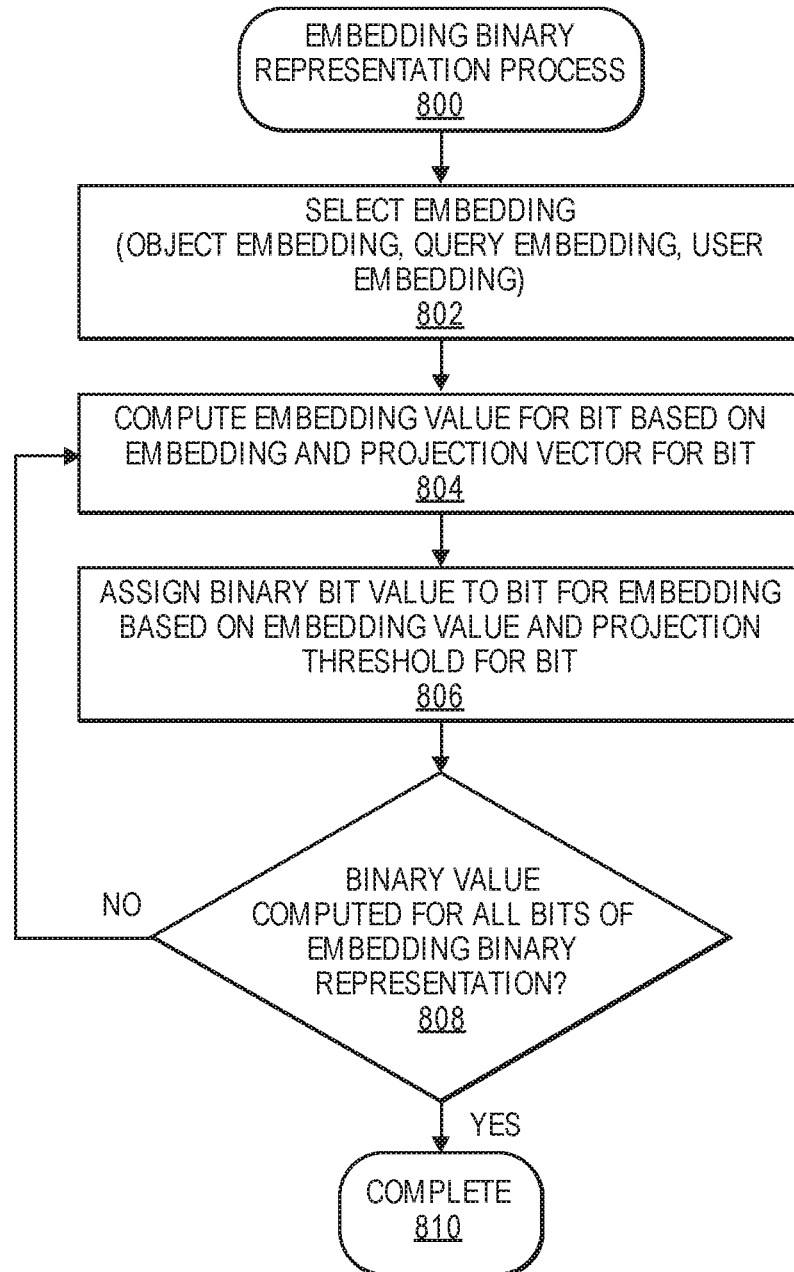 EMBEDDING BINARY
REPRESENTATION PROCESS
800
SELECT EMBEDDING
(OBJECT EMBEDDING, QUERY EMBEDDING, USER
EMBEDDING)
802
COMPUTE EMBEDDING VALUE FOR BIT BASED ON
EMBEDDING AND PROJECTION VECTOR FOR BIT
804
ASSIGN BINARY BIT VALUE TO BIT FOR EMBEDDING
BASED ON EMBEDDING VALUE AND PROJECTION
THRESHOLD FOR BIT
806
NO
BINARY VALUE
COMPUTED FOR ALL BITS OF
EMBEDDING BINARY
REPRESENTATION?
808
YES
COMPLETE
810